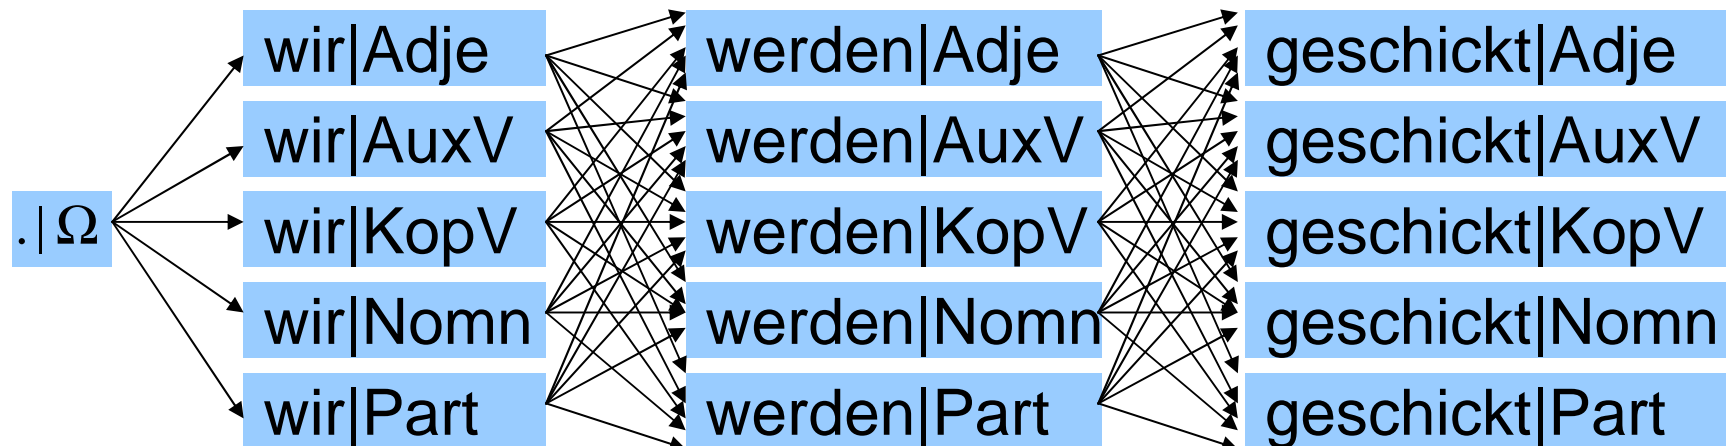 wir|Adje werden|Adje geschickt|Adje
wir|AuxV werden|AuxV geschickt|AuxV
.|Ω wir|KopV werden|KopV geschickt|KopV
wir|Nomn werden|Nomn geschickt|Nomn
wir|Part werden|Part geschickt|Part